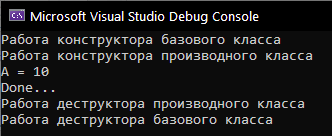 Microsoft Visual Studio Debug Console
Работа конструктора базового класса
Работа конструктора производного класса
A = 10
Done...
Работа деструктора производного класса
Работа деструктора базового класса